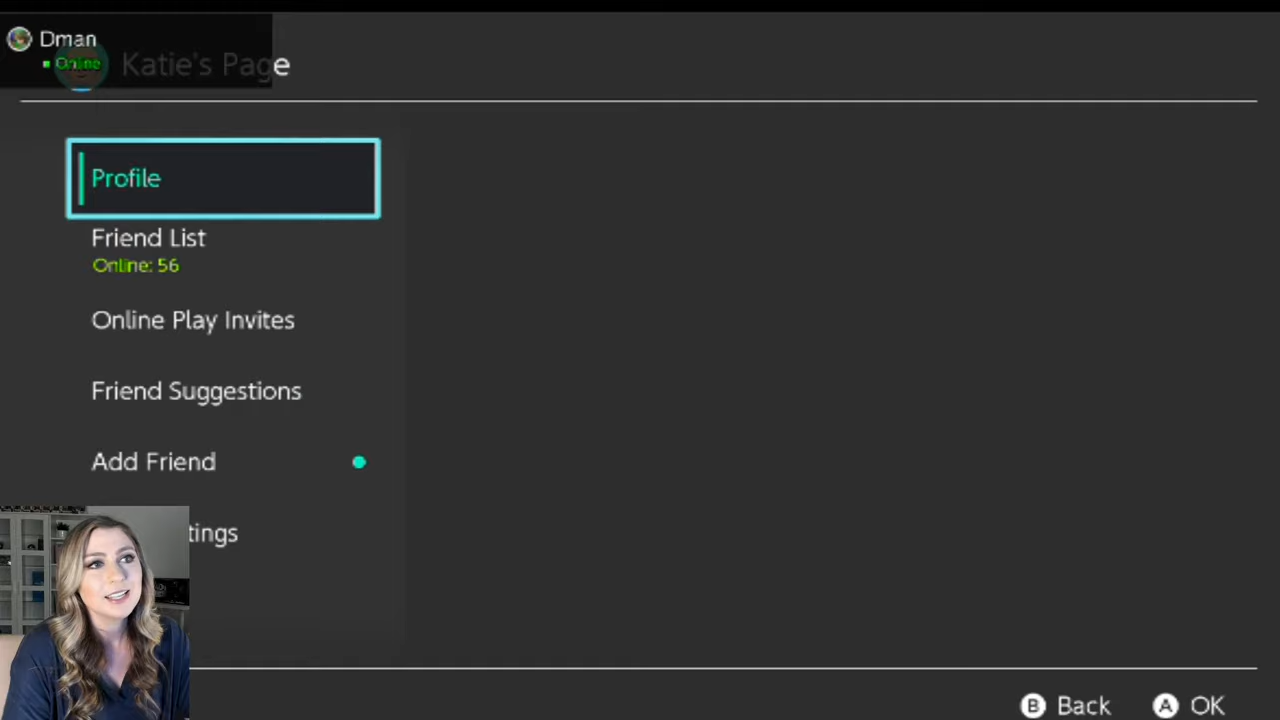 Dman
Online
Katie's Page
Profile
Friend List
Online: 56
Online Play Invites
Friend Suggestions
Add Friend
tings
B Back
A OK